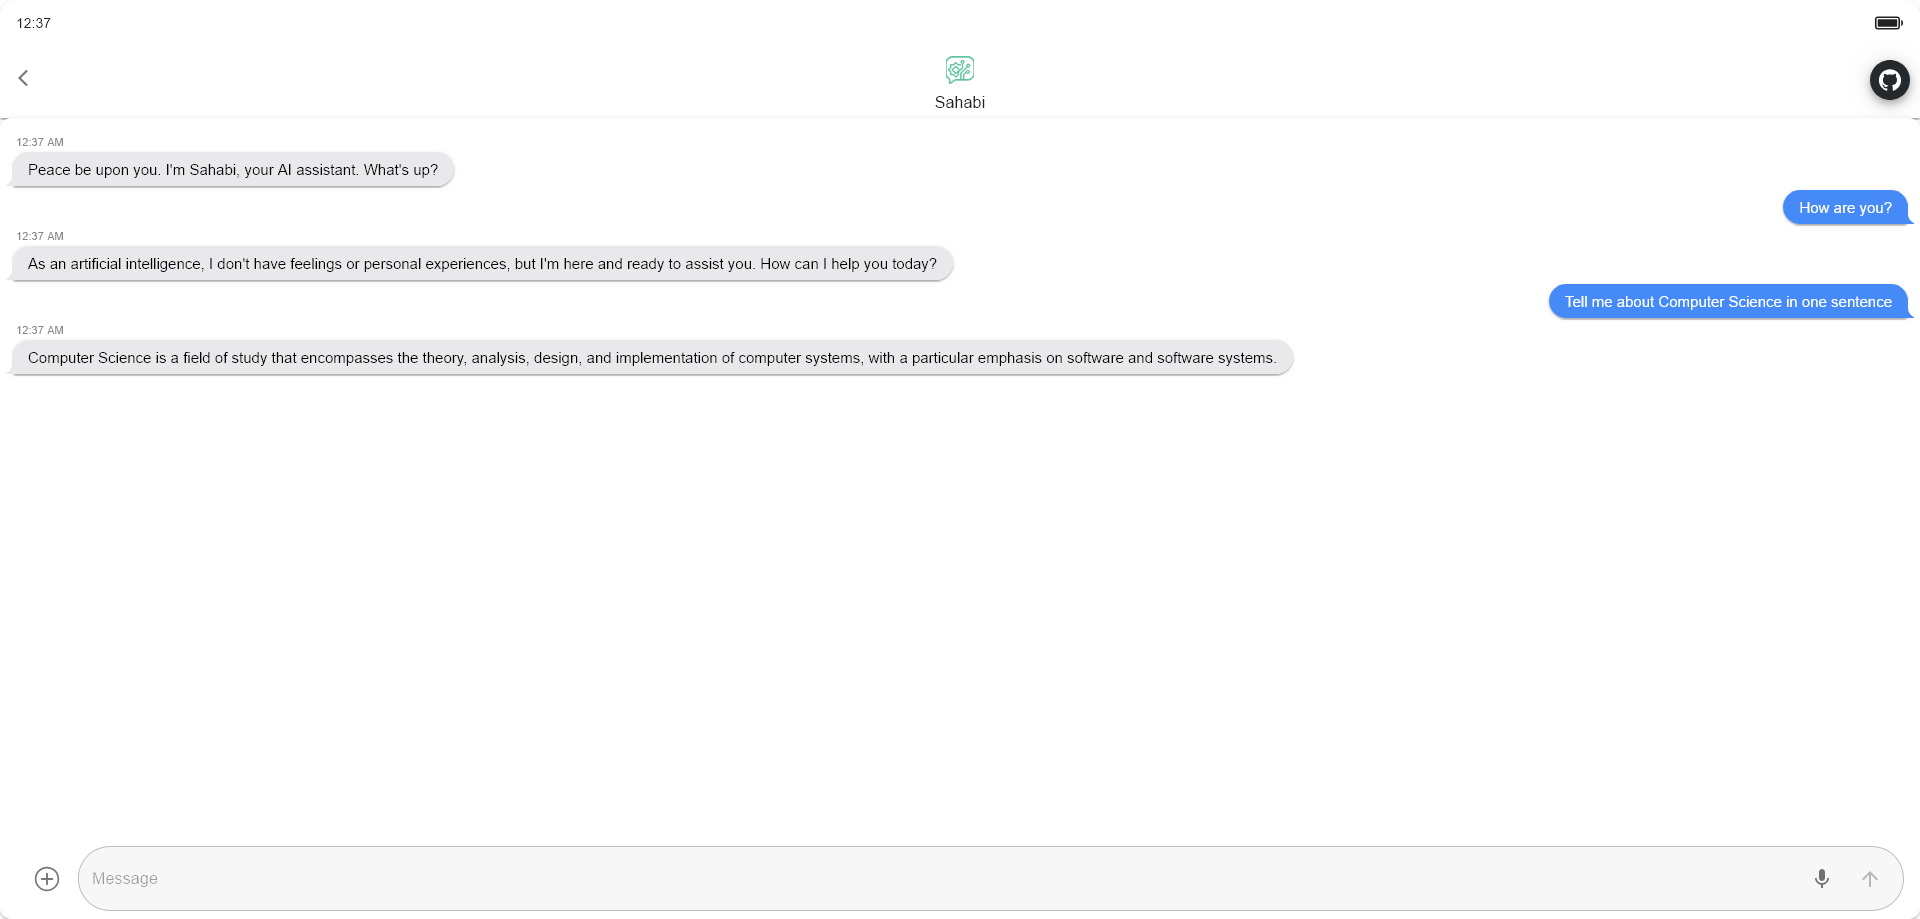 12:37
Sahabi
12:37 AM
Peace be upon you. I'm Sahabi, your AI assistant. What's up?
How are you?
12:37 AM
As an artificial intelligence, I don't have feelings or personal experiences, but I'm here and ready to assist you. How can I help you today?
Tell me about Computer Science in one sentence
12:37 AM
Computer Science is a field of study that encompasses the theory, analysis, design, and implementation of computer systems, with a particular emphasis on software and software systems.
Message